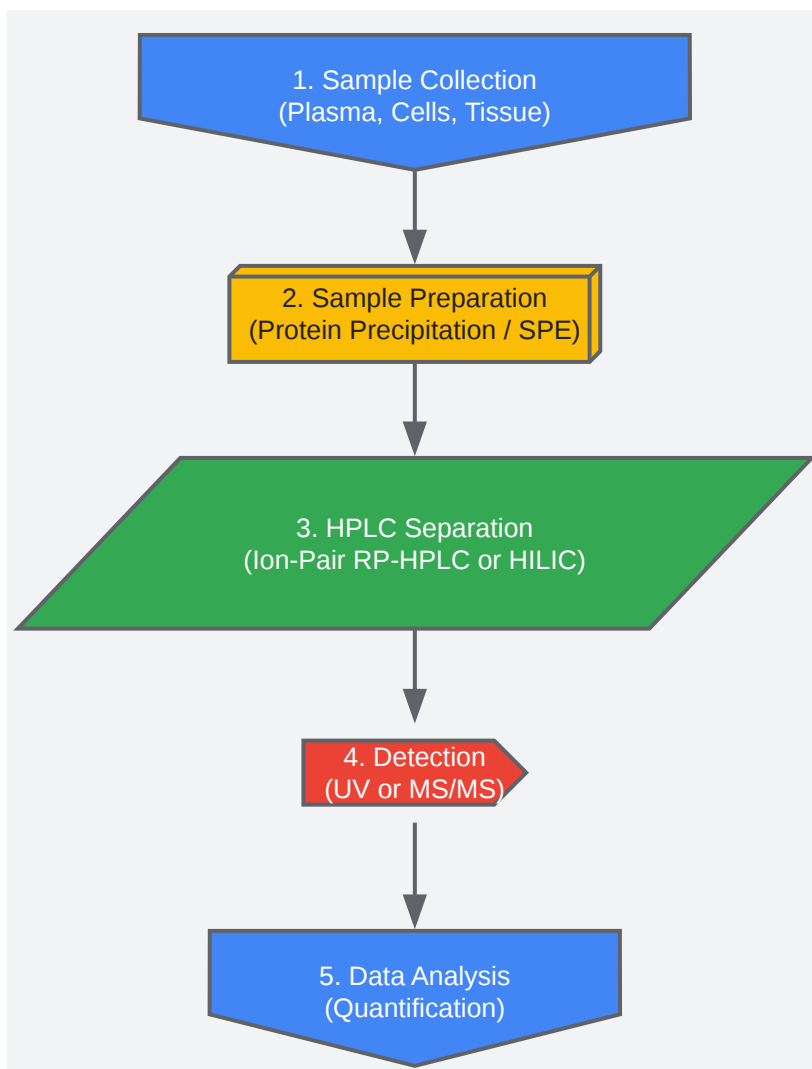 1. Sample Collection
(Plasma, Cells, Tissue)
2. Sample Preparation
(Protein Precipitation / SPE)
3. HPLC Separation
(Ion-Pair RP-HPLC or HILIC)
4. Detection
(UV or MS/MS)
5. Data Analysis
(Quantification)